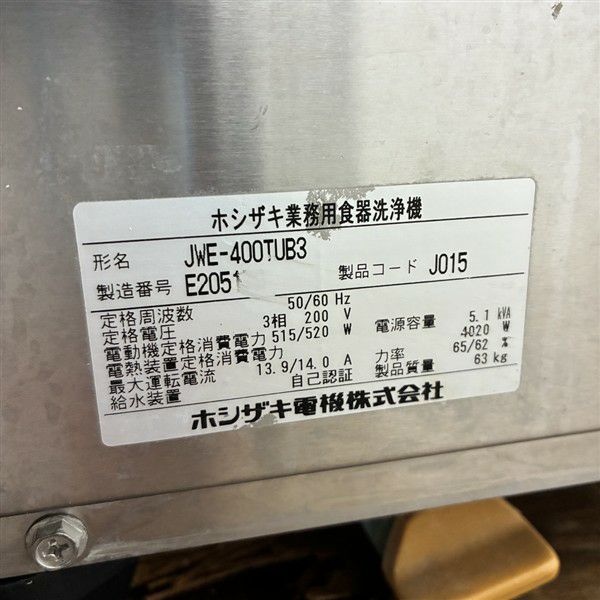 ホシザキ業務用食器洗浄機
形名 JWE-400TUB3
製造番号 E2051 製品コード J015
定格周波数 50/60 Hz
定格電圧 3相 200 V 電源容量 5.1 kVA
電動機定格消費電力 515/520 W
電熱装置定格消費電力 4020 W
最大運転電流 13.9/14.0 A 力率 65/62 %
給水装置 自己認証 製品質量 63 kg
ホシザキ電機株式会社